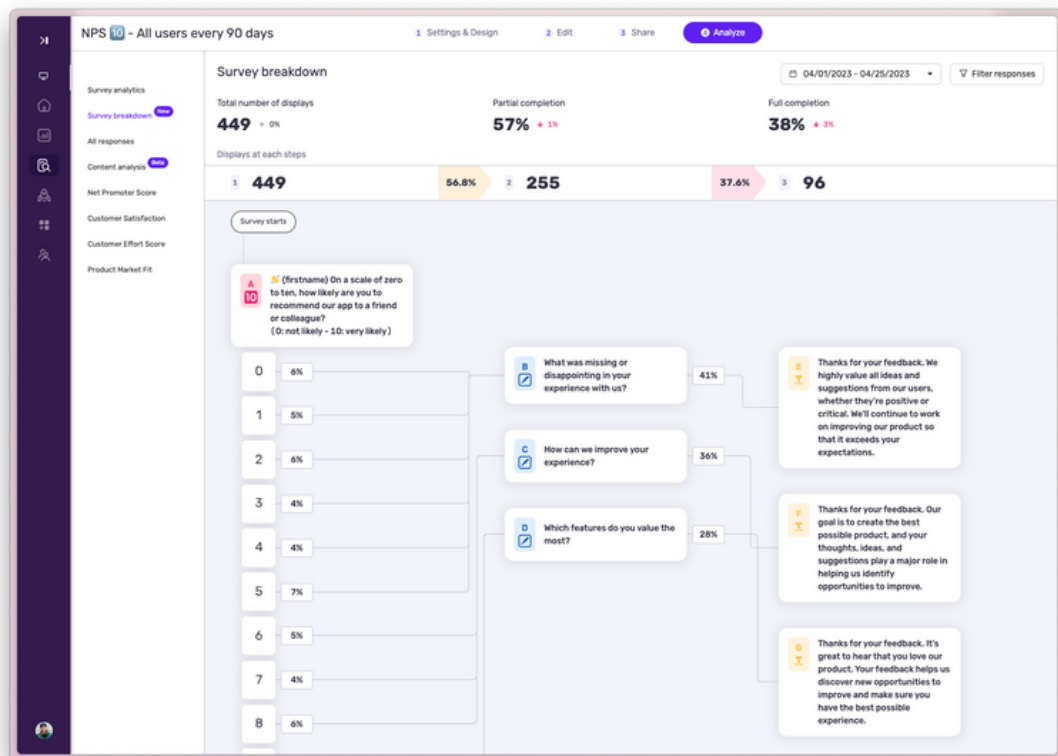 NPS 🔟 - All users every 90 days
1 Settings & Design
2 Edit
3 Share
4 Analyze
Survey analytics
Survey breakdown New
All responses
Content analysis Beta
Net Promoter Score
Customer Satisfaction
Customer Effort Score
Product Market Fit
Survey breakdown
04/01/2023 - 04/25/2023
Filter responses
Total number of displays
449 0%
Partial completion
57% ↓ 1%
Full completion
38% ↓ 3%
Displays at each steps
1 449
56.8%
2 255
37.6%
3 96
Survey starts
A
10
👋 (firstname) On a scale of zero
to ten, how likely are you to
recommend our app to a friend
or colleague?
(0: not likely - 10: very likely)
0 6%
1 5%
2 6%
3 4%
4 4%
5 7%
6 5%
7 4%
8 6%
B
What was missing or
disappointing in your
experience with us?
41%
C
How can we improve your
experience?
36%
D
Which features do you value the
most?
28%
E
Thanks for your feedback. We
highly value all ideas and
suggestions from our users,
whether they're positive or
critical. We'll continue to work
on improving our product so
that it exceeds your
expectations.
F
Thanks for your feedback. Our
goal is to create the best
possible product, and your
thoughts, ideas, and
suggestions play a major role in
helping us identify
opportunities to improve.
G
Thanks for your feedback. It's
great to hear that you love our
product. Your feedback helps us
discover new opportunities to
improve and make sure you
have the best possible
experience.